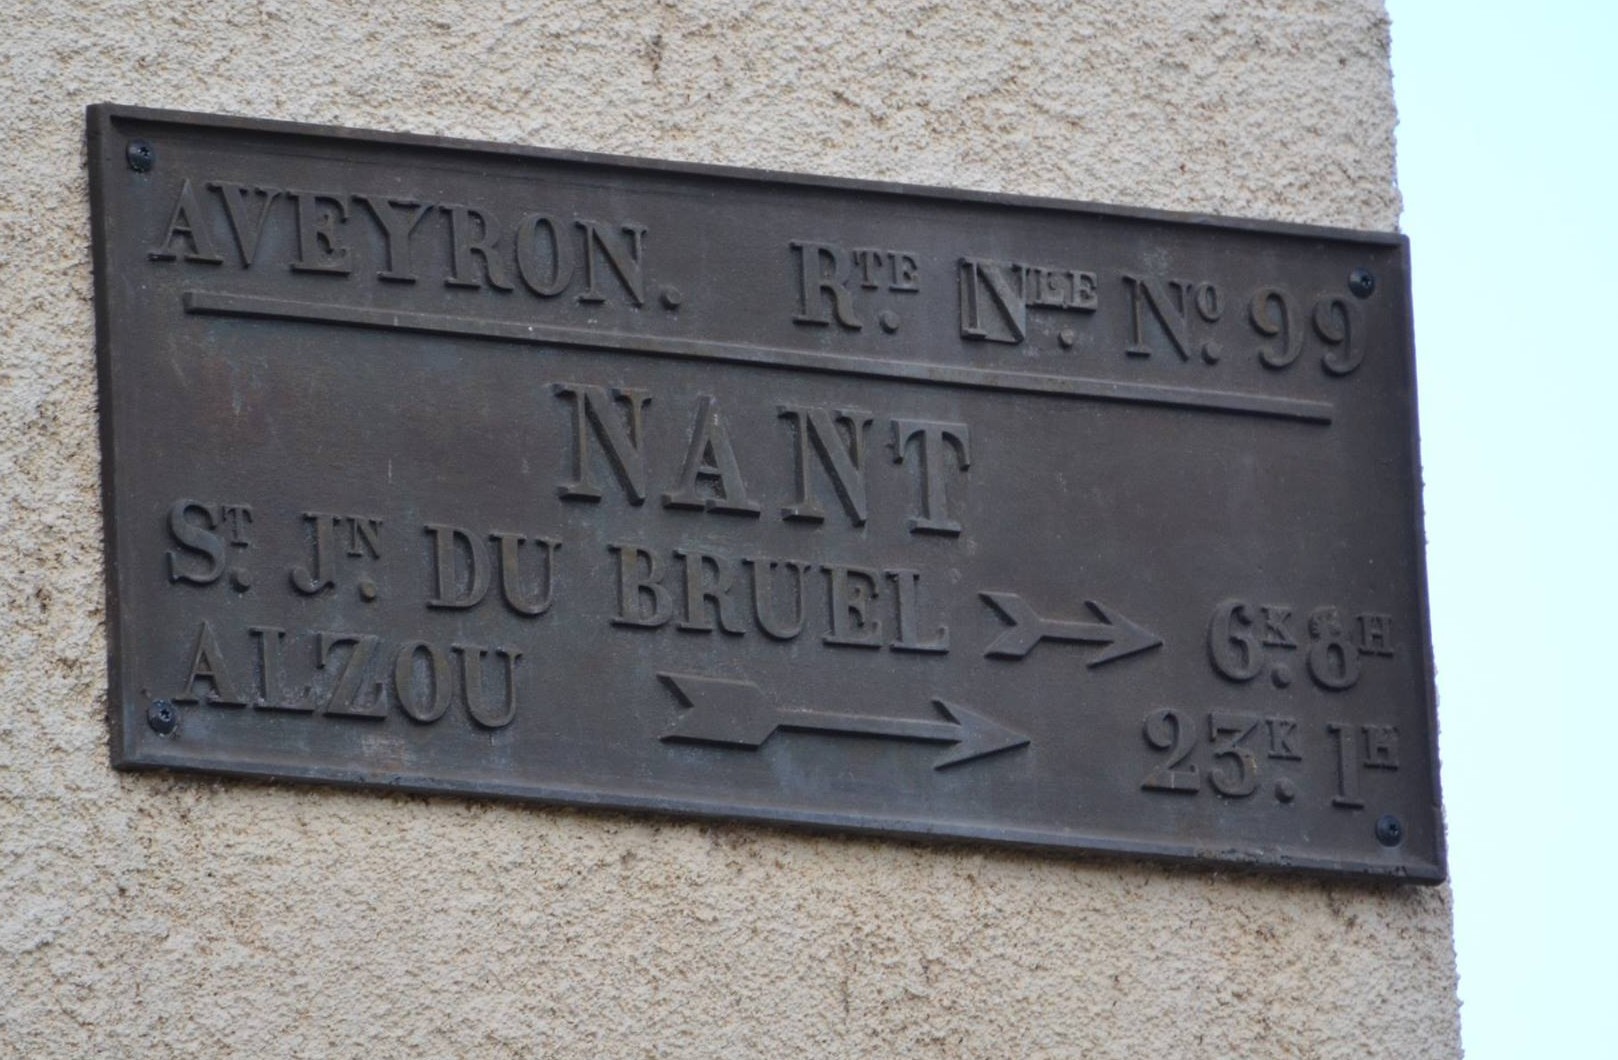 AVEYRON. RTE. NLE. NO. 99
NANT
ST. JN. DU BRUEL 6K. 8H
ALZOU 23K. 1H